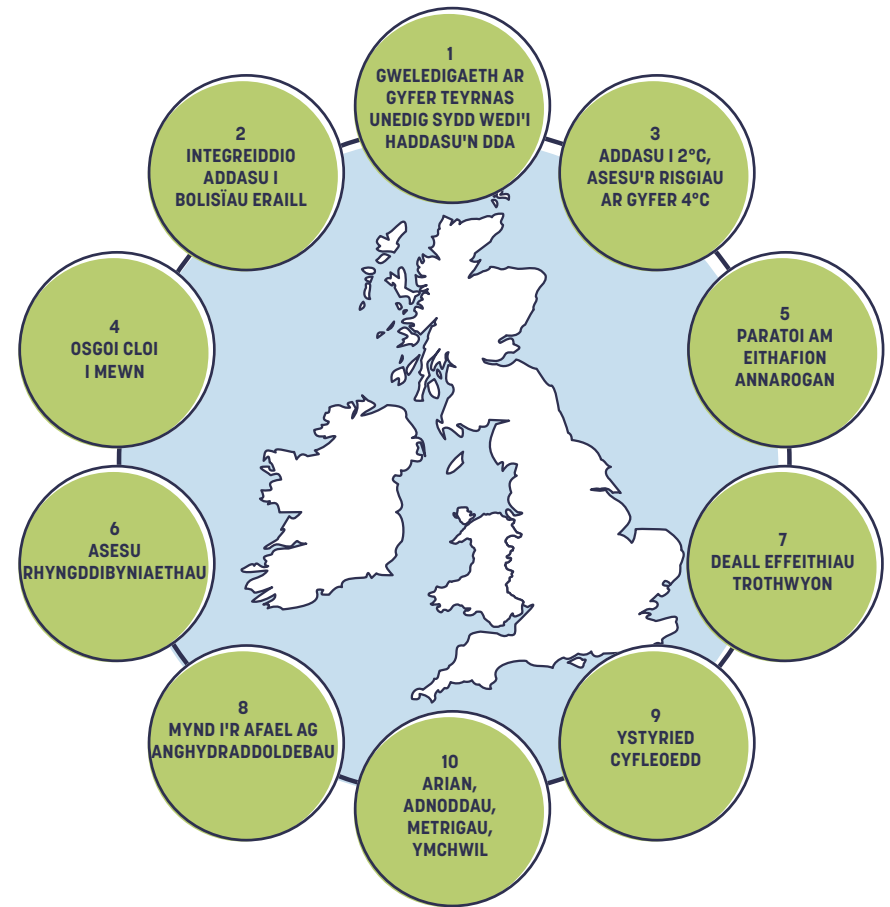 1
GWELEDIGAETH AR
GYFER TEYRNAS
UNEDIG SYDD WEDI'I
HADDASU'N DDA
2
INTEGREIDDIO
ADDASU I
BOLISÏAU ERAILL
3
ADDASU I 2°C,
ASESU'R RISGIAU
AR GYFER 4°C
4
OSGOI CLOI
I MEWN
5
PARATOI AM
EITHAFION
ANNAROGAN
6
ASESU
RHYNGDDIBYNIAETHAU
7
DEALL EFFEITHIAU
TROTHWYON
8
MYND I'R AFAEL AG
ANGHYDRADDOLDEBAU
9
YSTYRIED
CYFLEOEDD
10
ARIAN,
ADNODDAU,
METRIGAU,
YMCHWIL